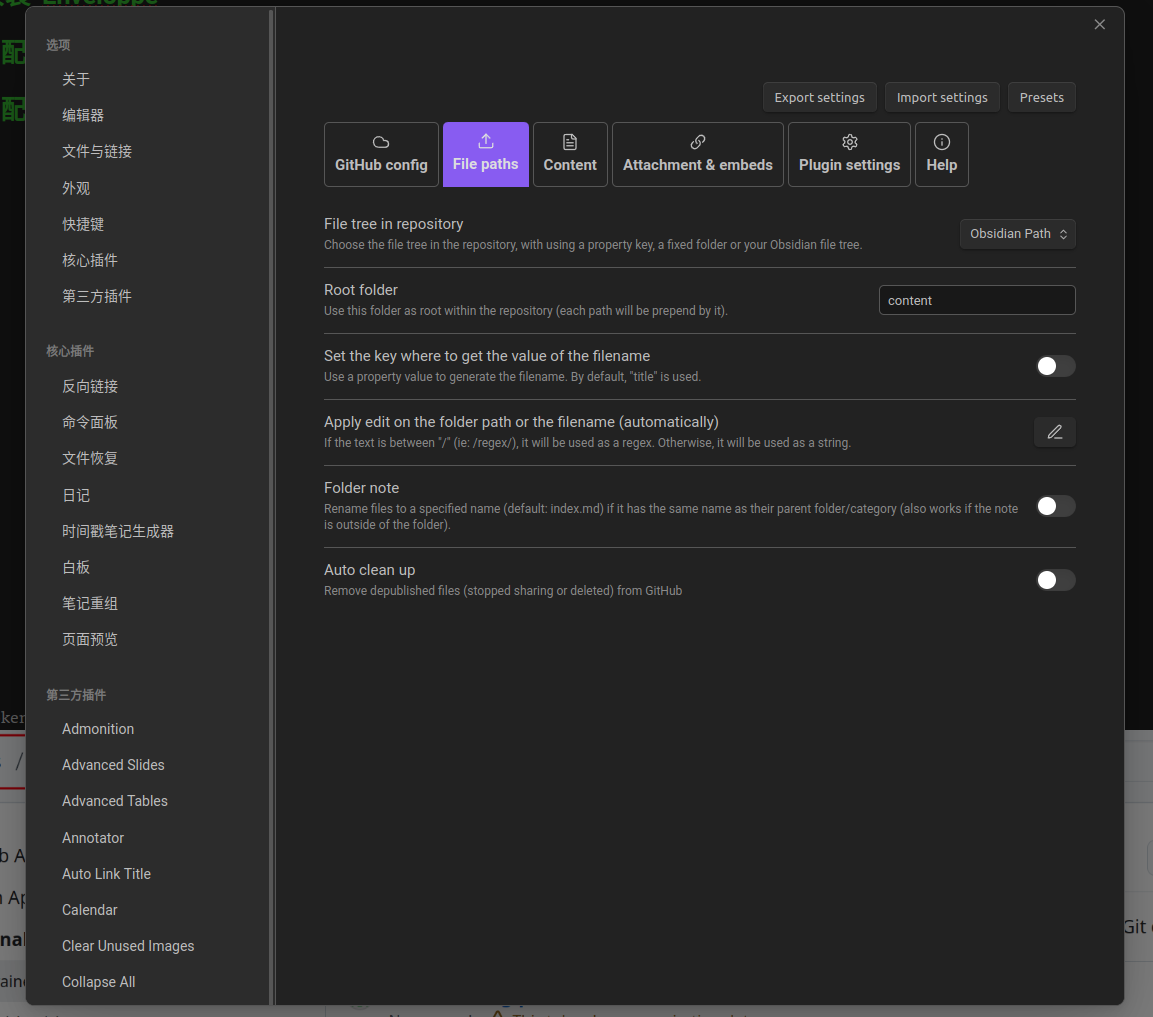 Enveloppe
配
配
选项
关于
编辑器
文件与链接
外观
快捷键
核心插件
第三方插件
核心插件
反向链接
命令面板
文件恢复
日记
时间戳笔记生成器
白板
笔记重组
页面预览
第三方插件
Admonition
Advanced Slides
Advanced Tables
Annotator
Auto Link Title
Calendar
Clear Unused Images
Collapse All
Export settings Import settings Presets
GitHub config File paths Content Attachment & embeds Plugin settings Help
File tree in repository
Choose the file tree in the repository, with using a property key, a fixed folder or your Obsidian file tree.
Obsidian Path
Root folder
Use this folder as root within the repository (each path will be prepend by it).
content
Set the key where to get the value of the filename
Use a property value to generate the filename. By default, "title" is used.
Apply edit on the folder path or the filename (automatically)
If the text is between "/" (ie: /regex/), it will be used as a regex. Otherwise, it will be used as a string.
Folder note
Rename files to a specified name (default: index.md) if it has the same name as their parent folder/category (also works if the note
is outside of the folder).
Auto clean up
Remove depublished files (stopped sharing or deleted) from GitHub
ker
/
b A
n Ap
nal
aine
Git